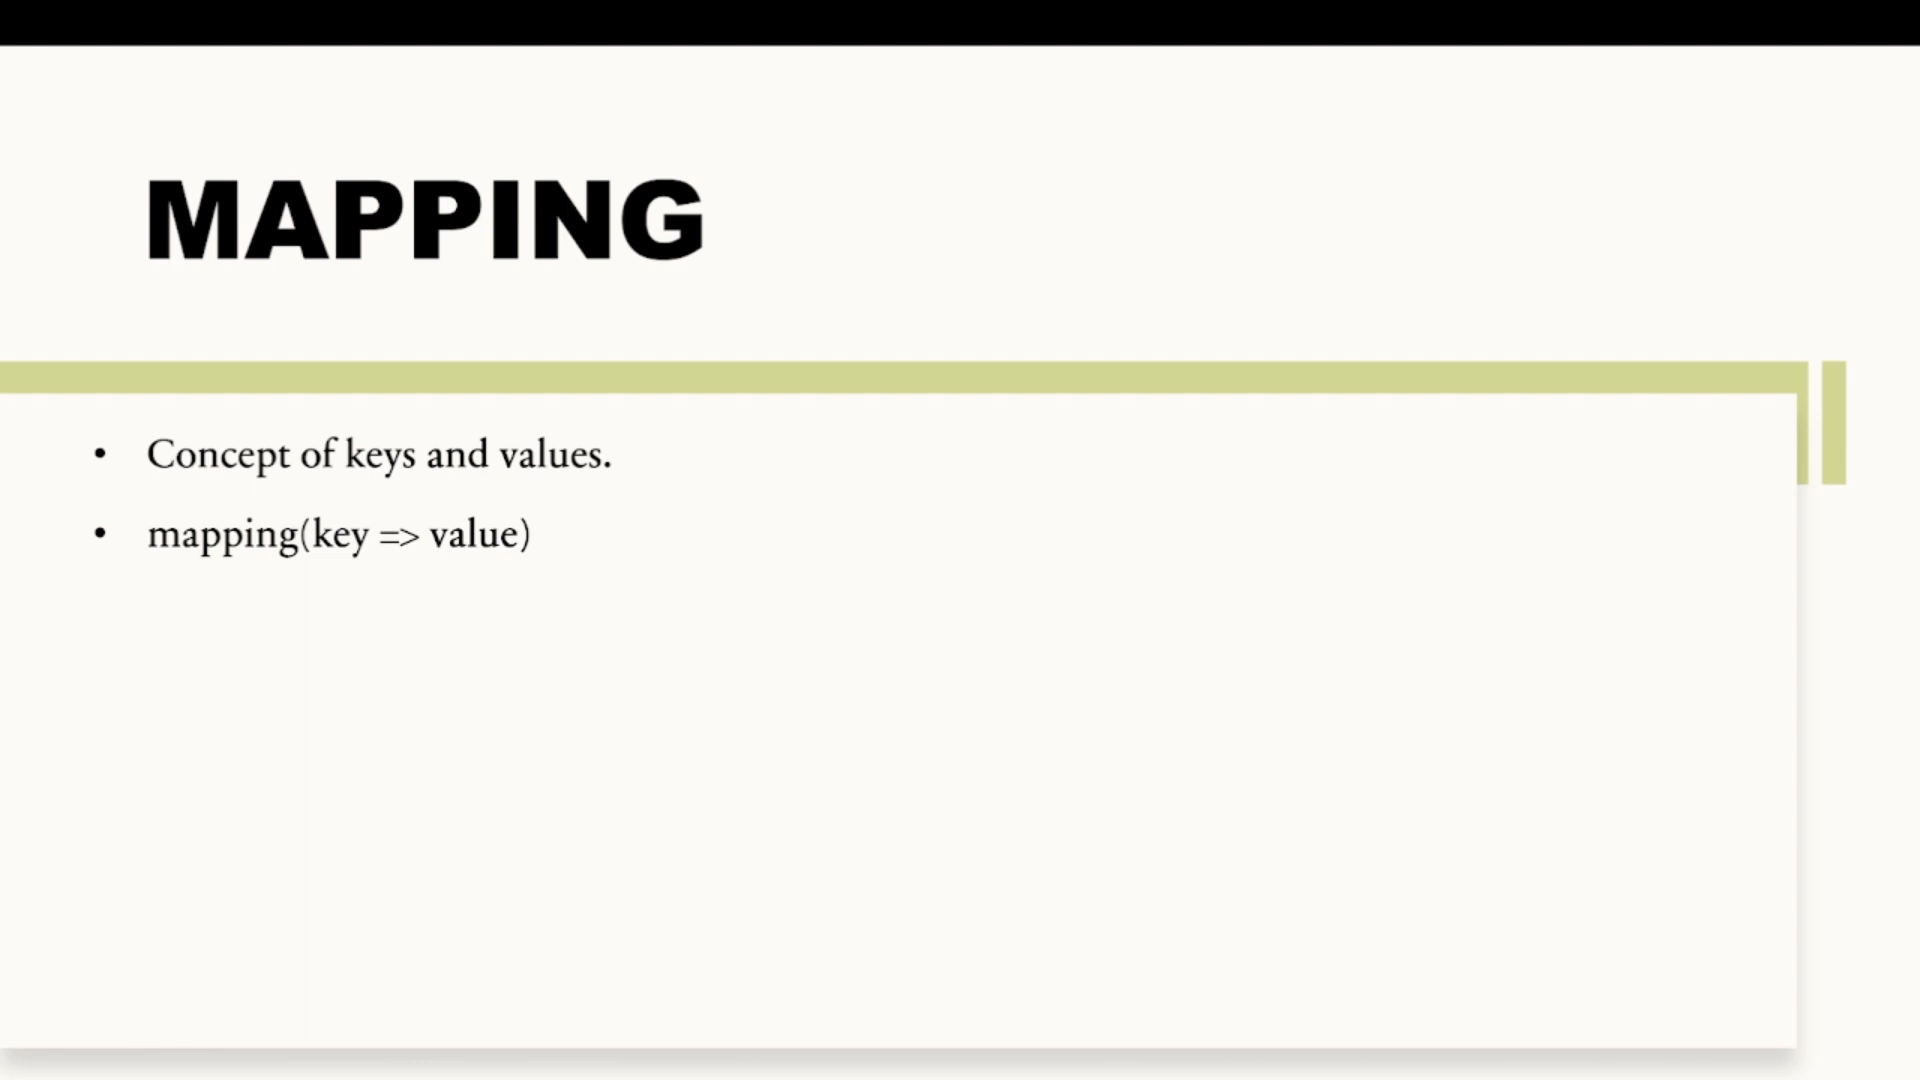 MAPPING
• Concept of keys and values.
• mapping(key => value)